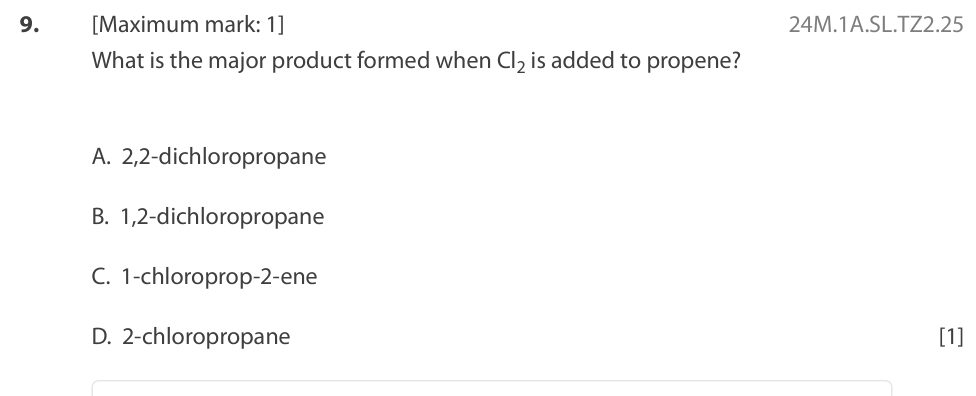 9. [Maximum mark: 1] 24M.1A.SL.TZ2.25
What is the major product formed when Cl₂ is added to propene?
A. 2,2-dichloropropane
B. 1,2-dichloropropane
C. 1-chloroprop-2-ene
D. 2-chloropropane [1]